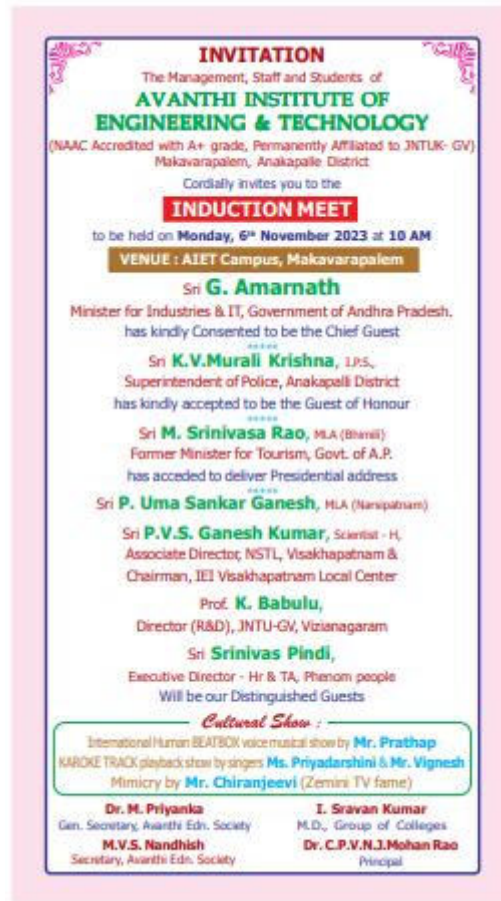 INVITATION
The Management, Staff and Students of
AVANTHI INSTITUTE OF
ENGINEERING & TECHNOLOGY
(NAAC Accredited with A+ grade, Permanently Affiliated to JNTUK- GV)
Makavarapalem, Anakapalle District
Cordially invites you to the
INDUCTION MEET
to be held on Monday, 6th November 2023 at 10 AM
VENUE : AIET Campus, Makavarapalem
Sri G. Amarnath
Minister for Industries & IT, Government of Andhra Pradesh.
has kindly Consented to be the Chief Guest
*****
Sri K.V.Murali Krishna, I.P.S.,
Superintendent of Police, Anakapalli District
has kindly accepted to be the Guest of Honour
*****
Sri M. Srinivasa Rao, MLA (Bhimili)
Former Minister for Tourism, Govt. of A.P.
has acceded to deliver Presidential address
*****
Sri P. Uma Sankar Ganesh, MLA (Narsipatnam)
Sri P.V.S. Ganesh Kumar, Scientist - H,
Associate Director, NSTL, Visakhapatnam &
Chairman, IEI Visakhapatnam Local Center
Prof. K. Babulu,
Director (R&D), JNTU-GV, Vizianagaram
Sri Srinivas Pindi,
Executive Director - Hr & TA, Phenom people
Will be our Distinguished Guests
Cultural Show :
International Human BEATBOX voice musical show by Mr. Prathap
KAROKE TRACK playback show by singers Ms. Priyadarshini & Mr. Vignesh
Mimicry by Mr. Chiranjeevi (Zemini TV fame)
Dr. M. Priyanka
Gen. Secretary, Avanthi Edn. Society
I. Sravan Kumar
M.D., Group of Colleges
M.V.S. Nandhish
Secretary, Avanthi Edn. Society
Dr. C.P.V.N.J.Mohan Rao
Principal